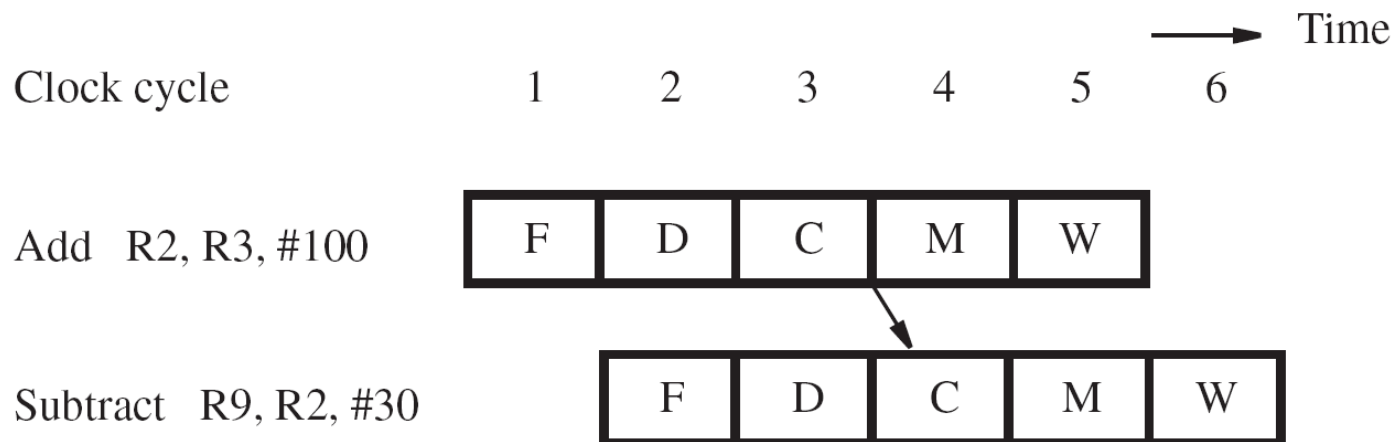 Time
Clock cycle 1 2 3 4 5 6
Add R2, R3, #100 F D C M W
Subtract R9, R2, #30 F D C M W